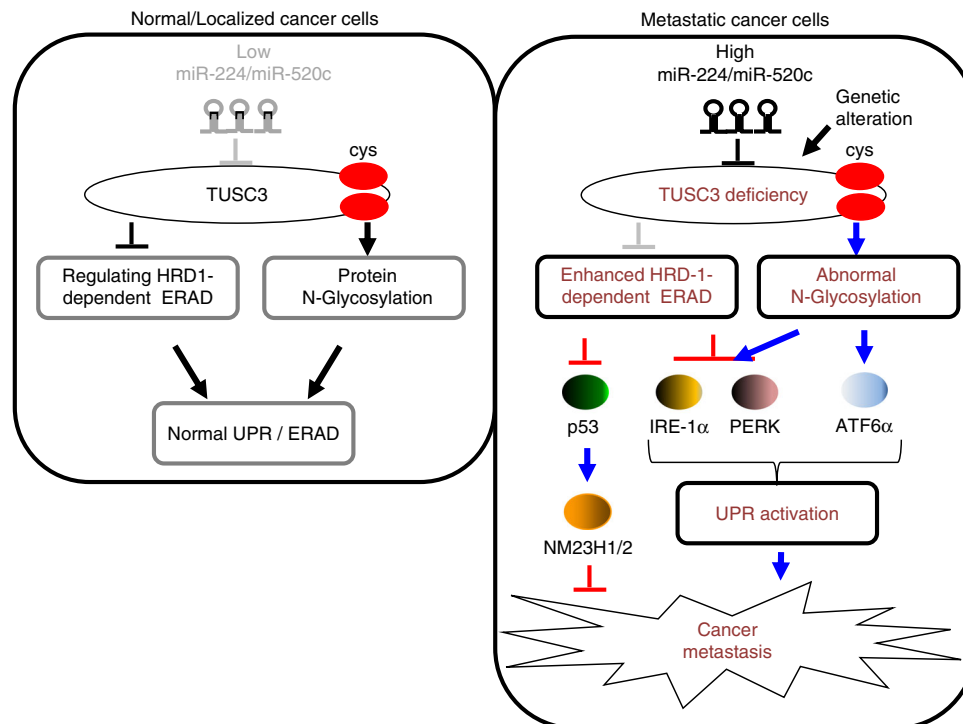 Normal/Localized cancer cells
Low
miR-224/miR-520c
cys
TUSC3
Regulating HRD1-
dependent ERAD
Protein
N-Glycosylation
Normal UPR / ERAD
Metastatic cancer cells
High
miR-224/miR-520c
Genetic
alteration
cys
TUSC3 deficiency
Enhanced HRD-1-
dependent ERAD
Abnormal
N-Glycosylation
p53
IRE-1α
PERK
ATF6α
NM23H1/2
UPR activation
Cancer
metastasis